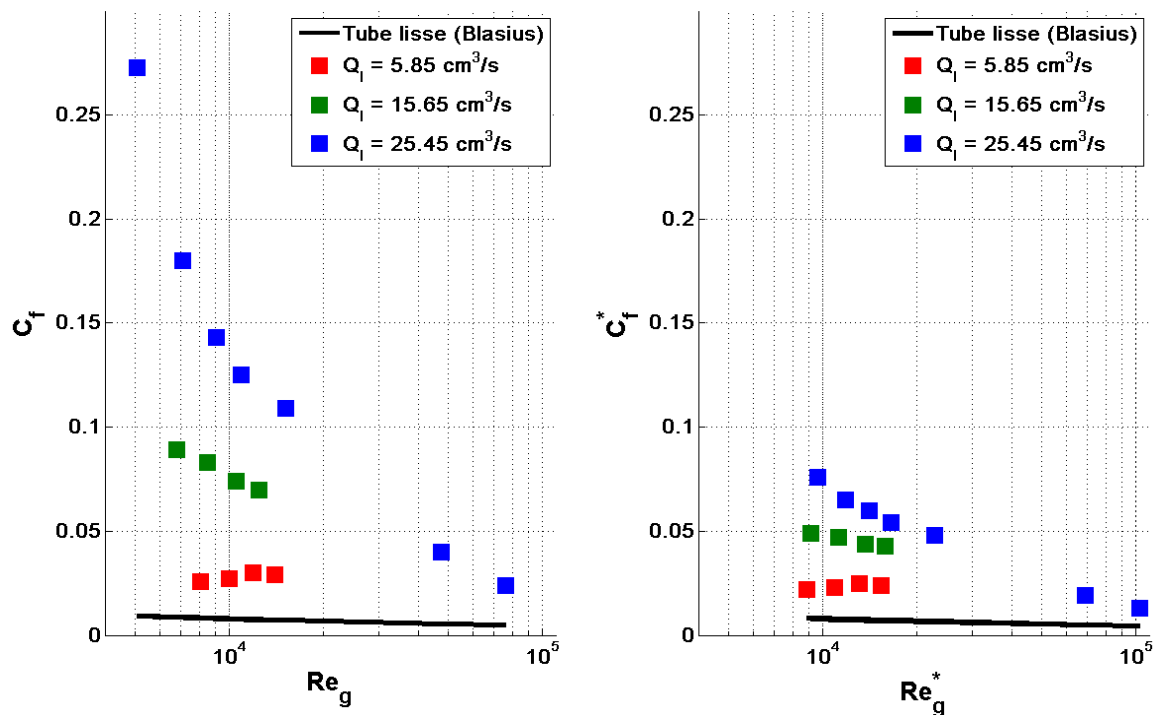 Tube lisse (Blasius)
Q_l = 5.85 cm³/s
Q_l = 15.65 cm³/s
Q_l = 25.45 cm³/s
0.25
0.2
0.15
0.1
0.05
0
C_f
10⁴
10⁵
Re_g
Tube lisse (Blasius)
Q_l = 5.85 cm³/s
Q_l = 15.65 cm³/s
Q_l = 25.45 cm³/s
0.25
0.2
0.15
0.1
0.05
0
C_f^*
10⁴
10⁵
Re_g^*